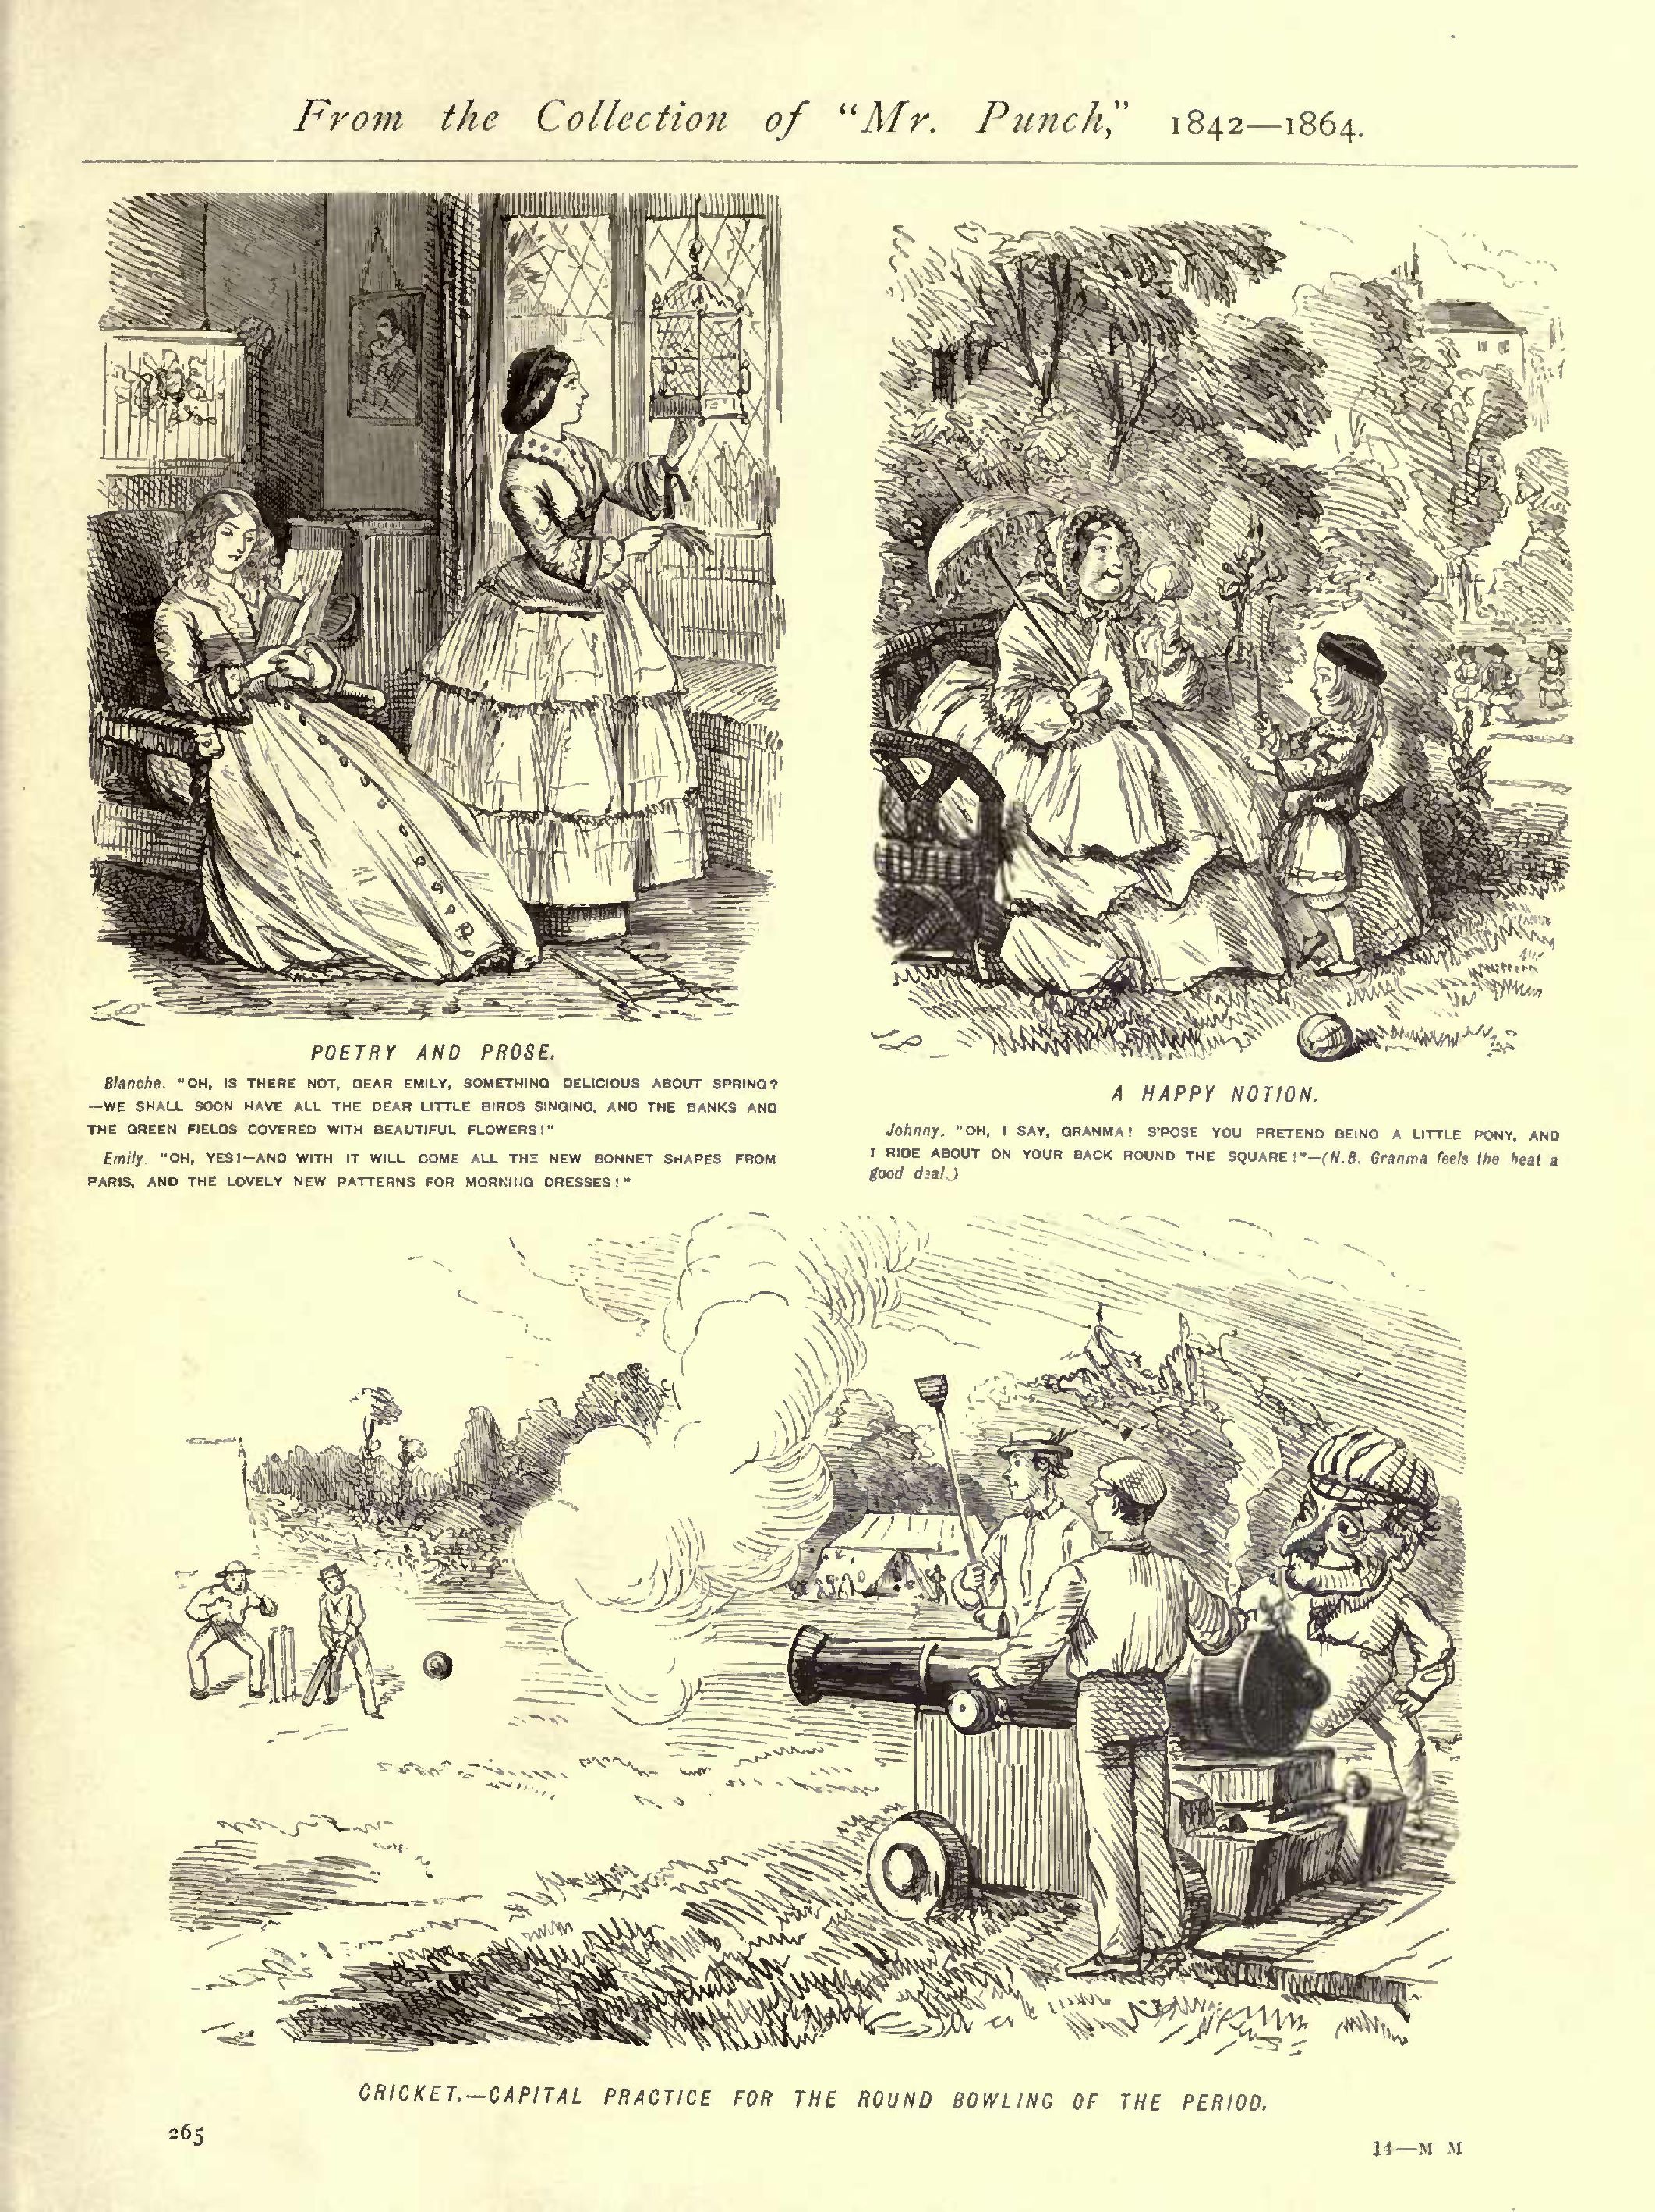 From the Collection of "Mr. Punch," 1842—1864.
POETRY AND PROSE.
Blanche. "OH, IS THERE NOT, DEAR EMILY, SOMETHING DELICIOUS ABOUT SPRING?
—WE SHALL SOON HAVE ALL THE DEAR LITTLE BIRDS SINGING, AND THE BANKS AND
THE GREEN FIELDS COVERED WITH BEAUTIFUL FLOWERS!"
Emily. "OH, YES!—AND WITH IT WILL COME ALL THE NEW BONNET SHAPES FROM
PARIS, AND THE LOVELY NEW PATTERNS FOR MORNING DRESSES!"
A HAPPY NOTION.
Johnny. "OH, I SAY, GRANMA! S'POSE YOU PRETEND BEING A LITTLE PONY, AND
I RIDE ABOUT ON YOUR BACK ROUND THE SQUARE!"—(N.B. Granma feels the heat a
good deal.)
CRICKET.—CAPITAL PRACTICE FOR THE ROUND BOWLING OF THE PERIOD.
265
14—M M